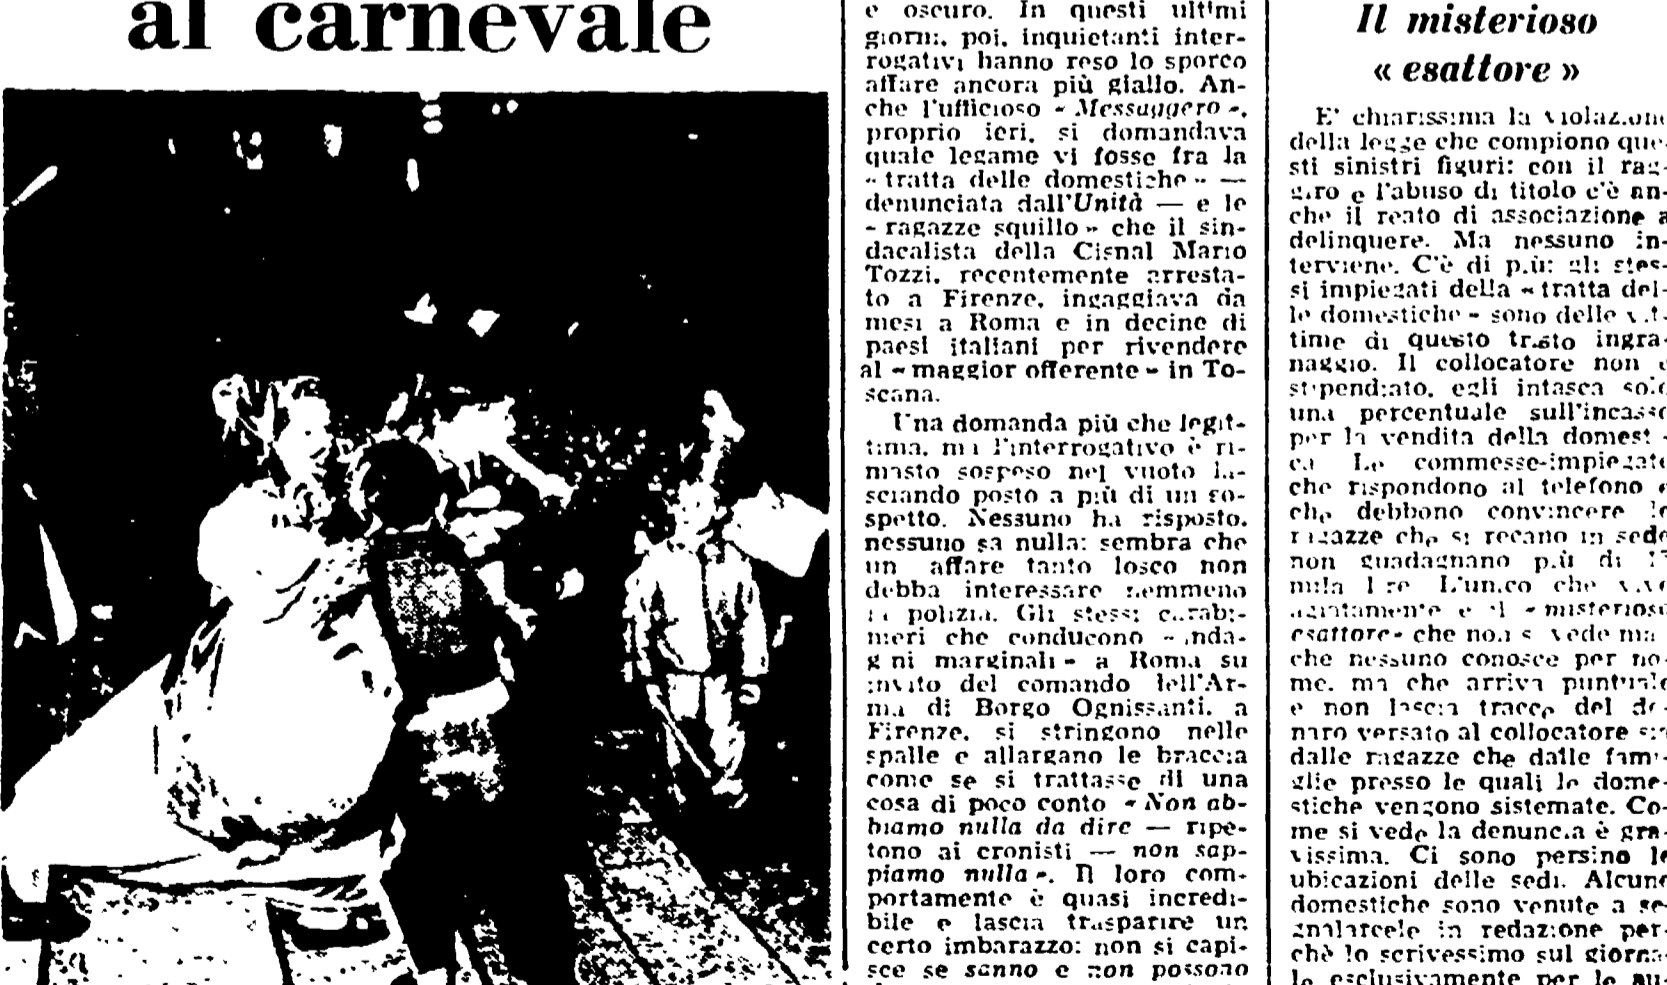 al carnevale
e oscuro. In questi ultimi
giorni, poi, inquietanti inter-
rogativi hanno reso lo sporco
affare ancora più giallo. An-
che l'ufficioso « Messaggero »,
proprio ieri, si domandava
quale legame vi fosse fra la
« tratta delle domestiche » —
denunciata dall'Unità — e le
« ragazze squillo » che il sin-
dacalista della Cisnal Mario
Tozzi, recentemente arresta-
to a Firenze, ingaggiava da
mesi a Roma e in decine di
paesi italiani per rivendere
al « maggior offerente » in To-
scana.
Una domanda più che legit-
tima, ma l'interrogativo è ri-
masto sospeso nel vuoto la-
sciando posto a più di un so-
spetto. Nessuno ha risposto,
nessuno sa nulla: sembra che
un affare tanto losco non
debba interessare nemmeno
la polizia. Gli stessi carabi-
nieri che conducono « inda-
gini marginali » a Roma su
invito del comando dell'Ar-
ma di Borgo Ognissanti, a
Firenze, si stringono nelle
spalle e allargano le braccia
come se si trattasse di una
cosa di poco conto « Non ab-
biamo nulla da dire — ripe-
tono ai cronisti — non sap-
piamo nulla ». Il loro com-
portamento è quasi incredi-
bile e lascia trasparire un
certo imbarazzo: non si capi-
sce se sanno e non possono
Il misterioso
« esattore »
E' chiarissima la violazione
della legge che compiono que-
sti sinistri figuri: con il rag-
giro e l'abuso di titolo c'è an-
che il reato di associazione a
delinquere. Ma nessuno in-
terviene. C'è di più: gli stes-
si impiegati della « tratta del-
le domestiche » sono delle vit-
time di questo tristo ingra-
naggio. Il collocatore non è
stipendiato, egli intasca solo
una percentuale sull'incasso
per la vendita della domesti-
ca Le commesse-impiegate
che rispondono al telefono e
che debbono convincere le
ragazze che si recano in sede
non guadagnano più di
mila lire L'unico che vive
agiatamente e il « misterioso
esattore » che non si vede mai
che nessuno conosce per no-
me, ma che arriva puntuale
e non lascia tracce del de-
naro versato al collocatore sia
dalle ragazze che dalle fami-
glie presso le quali le dome-
stiche vengono sistemate. Co-
me si vede la denuncia è gra-
vissima. Ci sono persino le
ubicazioni delle sedi. Alcune
domestiche sono venute a se-
gnalarcele in redazione per-
chè lo scrivessimo sul giorna-
le esclusivamente per le au-